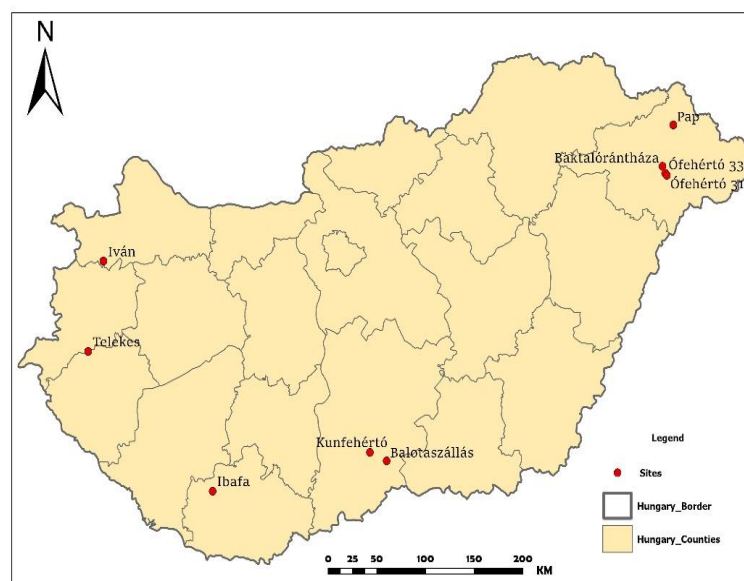 N
Pap
Baktalórántháza
Ófehértó 33
Ófehértó 31
Iván
Telekes
Kunfehértó
Balotaszállás
Ibafa
Legend
Sites
Hungary_Border
Hungary_Counties
0 25 50 100 150 200
KM